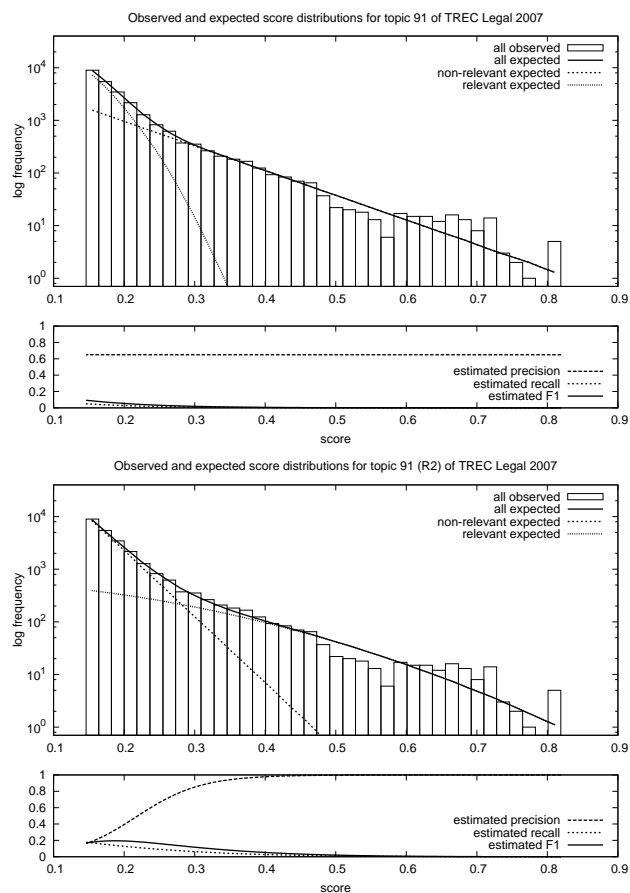 Observed and expected score distributions for topic 91 of TREC Legal 2007
all observed
all expected
non-relevant expected
relevant expected
log frequency
10^4
10^3
10^2
10^1
10^0
0.1 0.2 0.3 0.4 0.5 0.6 0.7 0.8 0.9
1
0.8
0.6
0.4
0.2
0
estimated precision
estimated recall
estimated F1
0.1 0.2 0.3 0.4 0.5 0.6 0.7 0.8 0.9
score
Observed and expected score distributions for topic 91 (R2) of TREC Legal 2007
all observed
all expected
non-relevant expected
relevant expected
log frequency
10^4
10^3
10^2
10^1
10^0
0.1 0.2 0.3 0.4 0.5 0.6 0.7 0.8 0.9
1
0.8
0.6
0.4
0.2
0
estimated precision
estimated recall
estimated F1
0.1 0.2 0.3 0.4 0.5 0.6 0.7 0.8 0.9
score